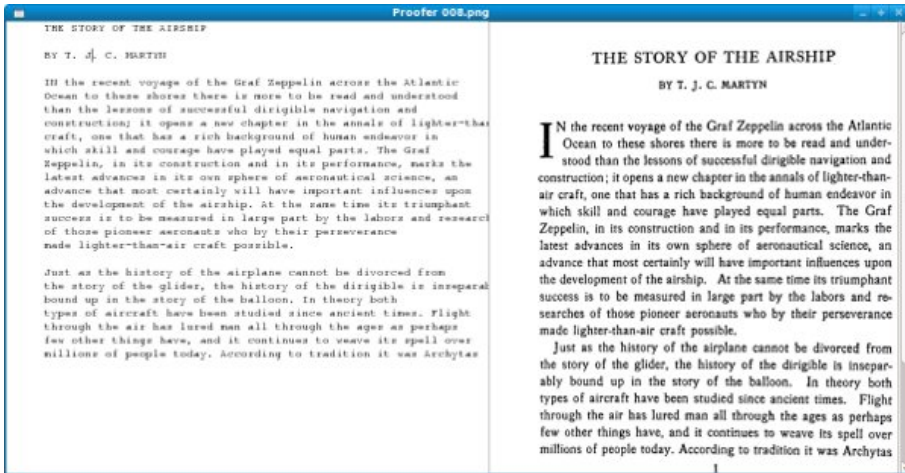 Proofer 008.png
THE STORY OF THE AIRSHIP
BY T. J. C. MARTYN
IN the recent voyage of the Graf Zeppelin across the Atlantic
Ocean to these shores there is more to be read and understood
than the lessons of successful dirigible navigation and
construction; it opens a new chapter in the annals of lighter-than
craft, one that has a rich background of human endeavor in
which skill and courage have played equal parts. The Graf
Zeppelin, in its construction and in its performance, marks the
latest advances in its own sphere of aeronautical science, an
advance that most certainly will have important influences upon
the development of the airship. At the same time its triumphant
success is to be measured in large part by the labors and research
of those pioneer aeronauts who by their perseverance
made lighter-than-air craft possible.
Just as the history of the airplane cannot be divorced from
the story of the glider, the history of the dirigible is inseparab
bound up in the story of the balloon. In theory both
types of aircraft have been studied since ancient times. Flight
through the air has lured man all through the ages as perhaps
few other things have, and it continues to weave its spell over
millions of people today. According to tradition it was Archytas
THE STORY OF THE AIRSHIP
BY T. J. C. MARTYN
IN the recent voyage of the Graf Zeppelin across the Atlantic
Ocean to these shores there is more to be read and under-
stood than the lessons of successful dirigible navigation and
construction; it opens a new chapter in the annals of lighter-than-
air craft, one that has a rich background of human endeavor in
which skill and courage have played equal parts. The Graf
Zeppelin, in its construction and in its performance, marks the
latest advances in its own sphere of aeronautical science, an
advance that most certainly will have important influences upon
the development of the airship. At the same time its triumphant
success is to be measured in large part by the labors and re-
searches of those pioneer aeronauts who by their perseverance
made lighter-than-air craft possible.
Just as the history of the airplane cannot be divorced from
the story of the glider, the history of the dirigible is insepar-
ably bound up in the story of the balloon. In theory both
types of aircraft have been studied since ancient times. Flight
through the air has lured man all through the ages as perhaps
few other things have, and it continues to weave its spell over
millions of people today. According to tradition it was Archytas